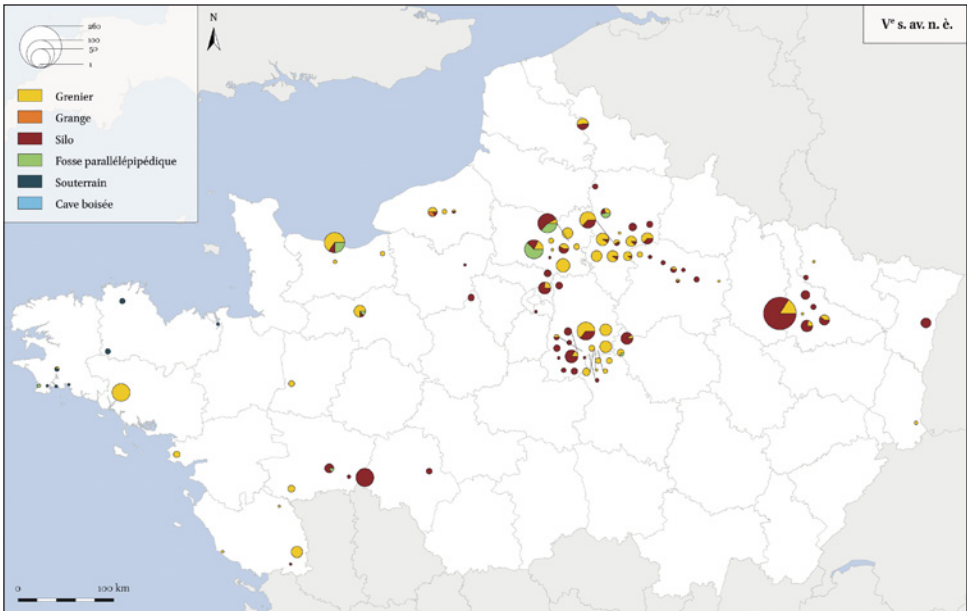 260
100
50
1
N
Vᵉ s. av. n. è.
Grenier
Grange
Silo
Fosse parallélépipédique
Souterrain
Cave boisée
0 100 km